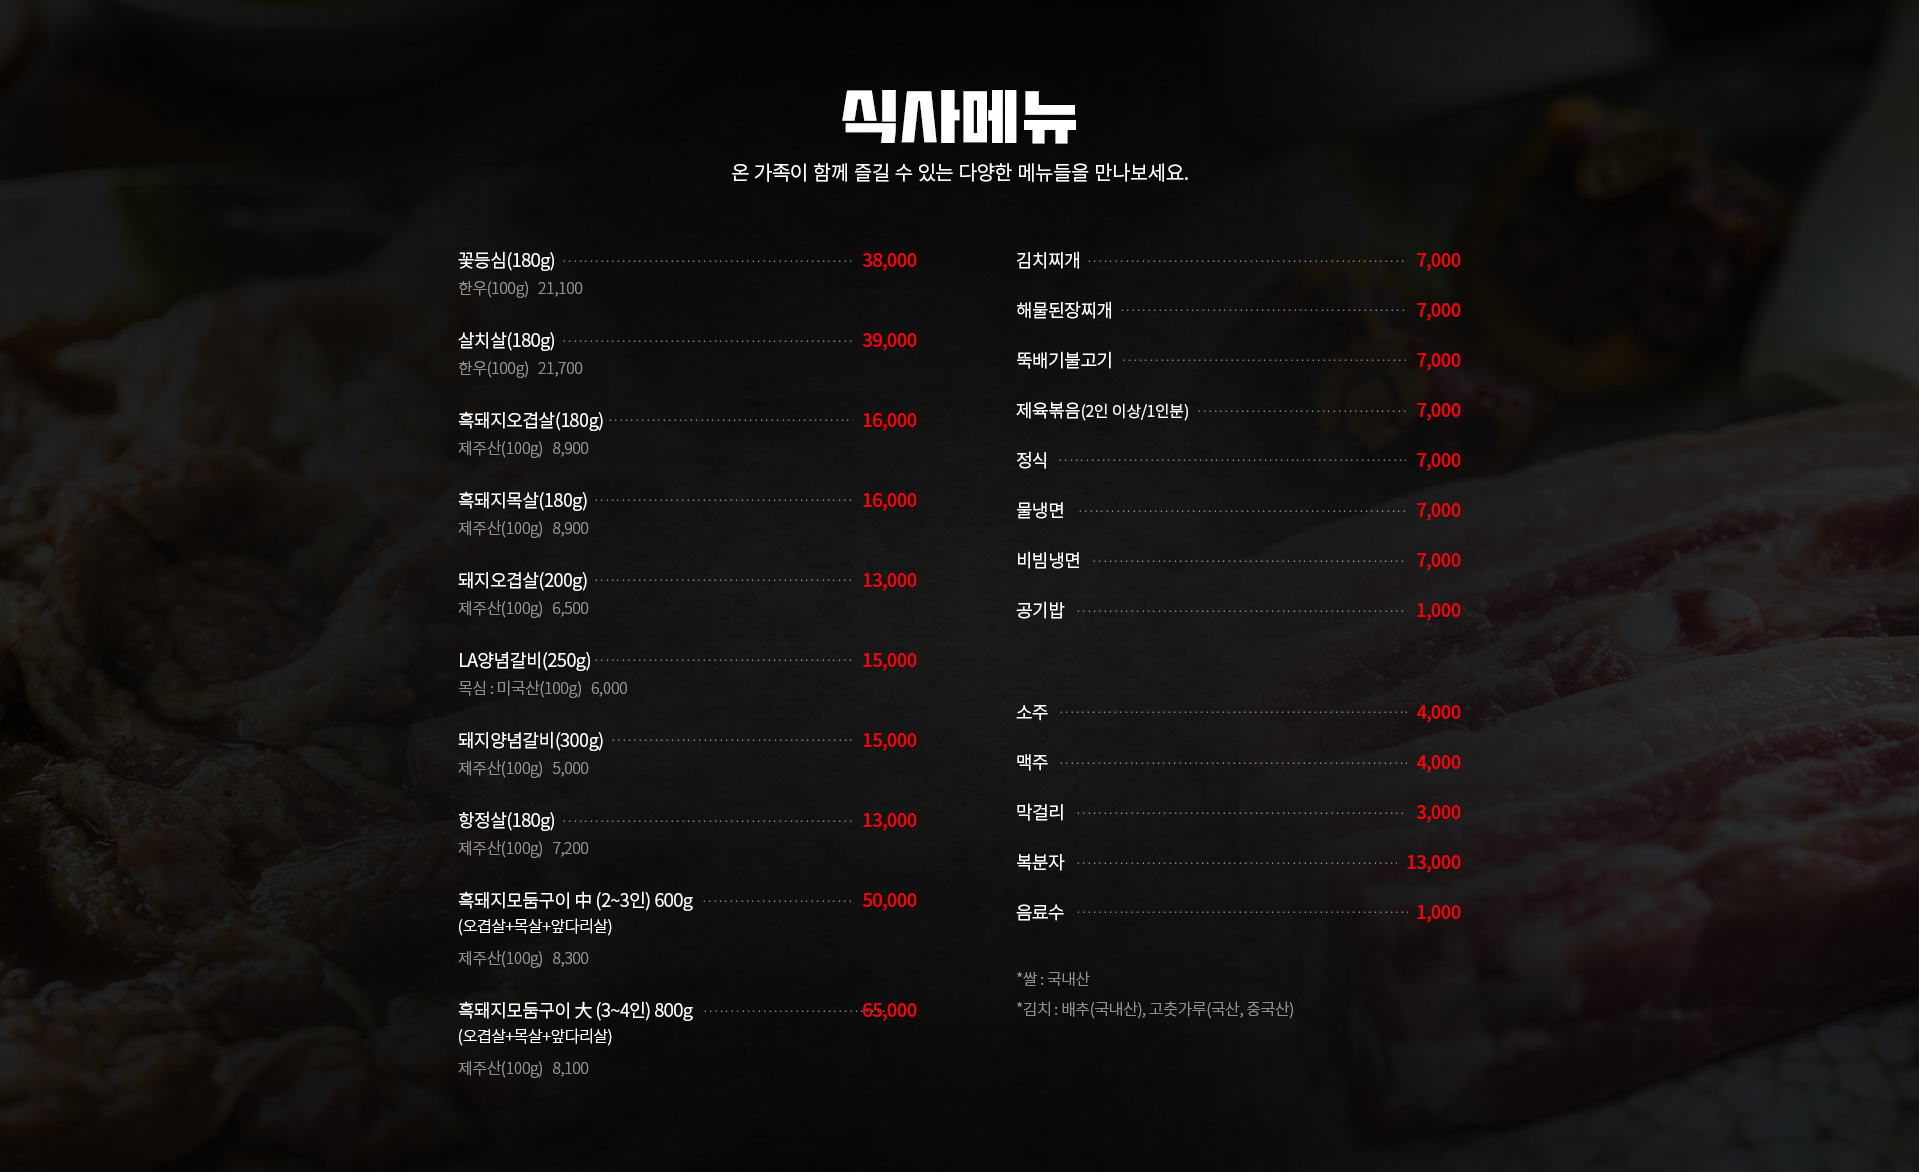 식사메뉴
온 가족이 함께 즐길 수 있는 다양한 메뉴들을 만나보세요.
꽃등심(180g) 38,000
한우(100g) 21,100
살치살(180g) 39,000
한우(100g) 21,700
흑돼지오겹살(180g) 16,000
제주산(100g) 8,900
흑돼지목살(180g) 16,000
제주산(100g) 8,900
돼지오겹살(200g) 13,000
제주산(100g) 6,500
LA양념갈비(250g) 15,000
목심 : 미국산(100g) 6,000
돼지양념갈비(300g) 15,000
제주산(100g) 5,000
항정살(180g) 13,000
제주산(100g) 7,200
흑돼지모둠구이 中 (2~3인) 600g 50,000
(오겹살+목살+앞다리살)
제주산(100g) 8,300
흑돼지모둠구이 大 (3~4인) 800g 65,000
(오겹살+목살+앞다리살)
제주산(100g) 8,100
김치찌개 7,000
해물된장찌개 7,000
뚝배기불고기 7,000
제육볶음(2인 이상/1인분) 7,000
정식 7,000
물냉면 7,000
비빔냉면 7,000
공기밥 1,000
소주 4,000
맥주 4,000
막걸리 3,000
복분자 13,000
음료수 1,000
*쌀 : 국내산
*김치 : 배추(국내산), 고춧가루(국산, 중국산)